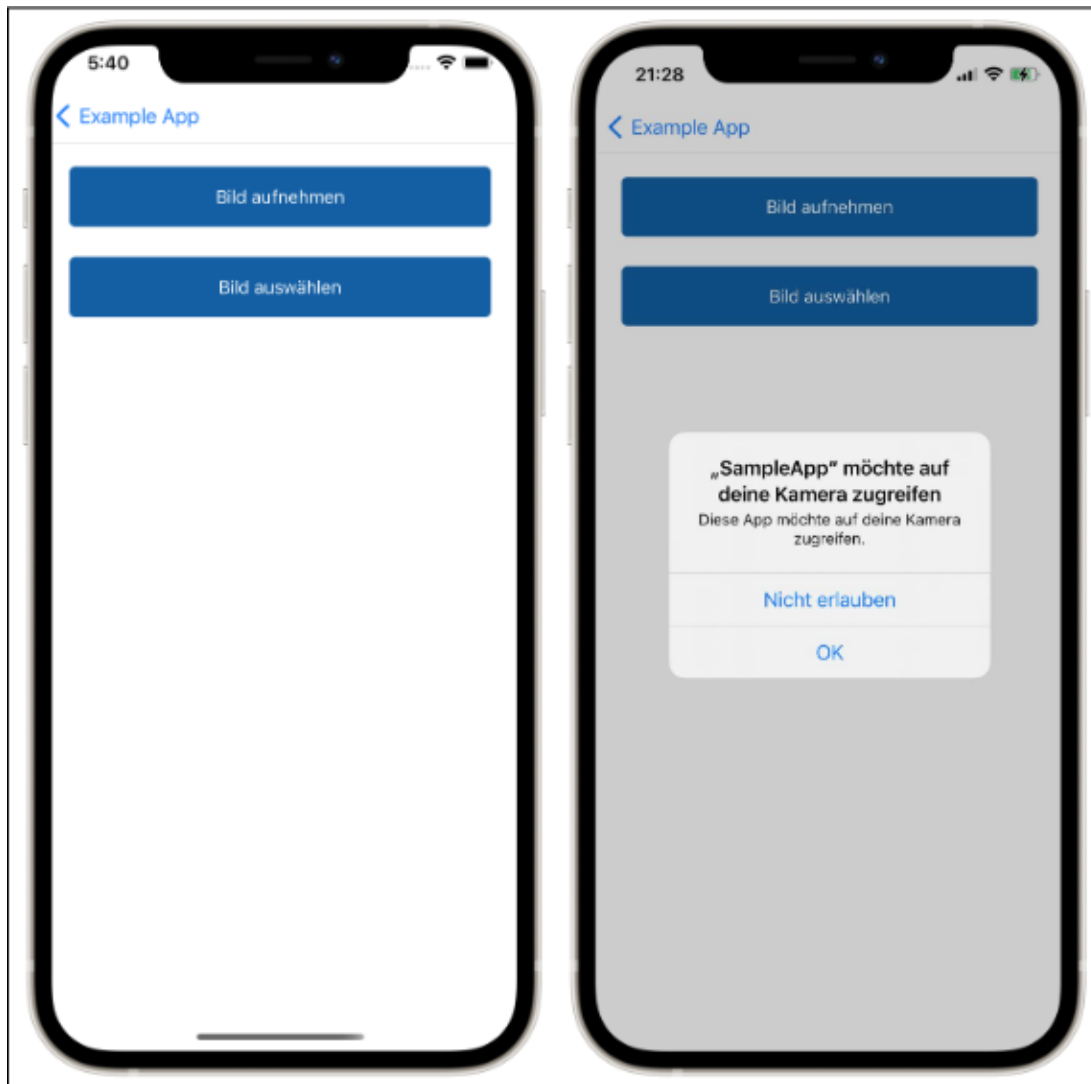 5:40
Example App
Bild aufnehmen
Bild auswählen
21:28
Example App
Bild aufnehmen
Bild auswählen
„SampleApp“ möchte auf
deine Kamera zugreifen
Diese App möchte auf deine Kamera
zugreifen.
Nicht erlauben
OK